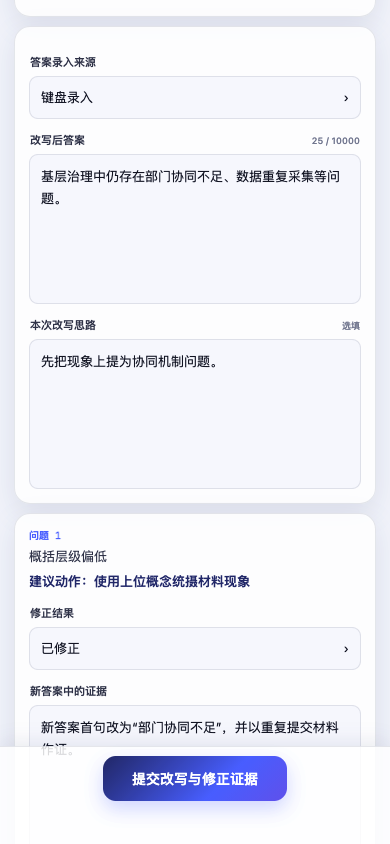 答案录入来源
键盘录入 ›
改写后答案 25 / 10000
基层治理中仍存在部门协同不足、数据重复采集等问
题。
本次改写思路 选填
先把现象上提为协同机制问题。
问题 1
概括层级偏低
建议动作：使用上位概念统摄材料现象
修正结果
已修正 ›
新答案中的证据
新答案首句改为“部门协同不足”，并以重复提交材料
作证。
提交改写与修正证据